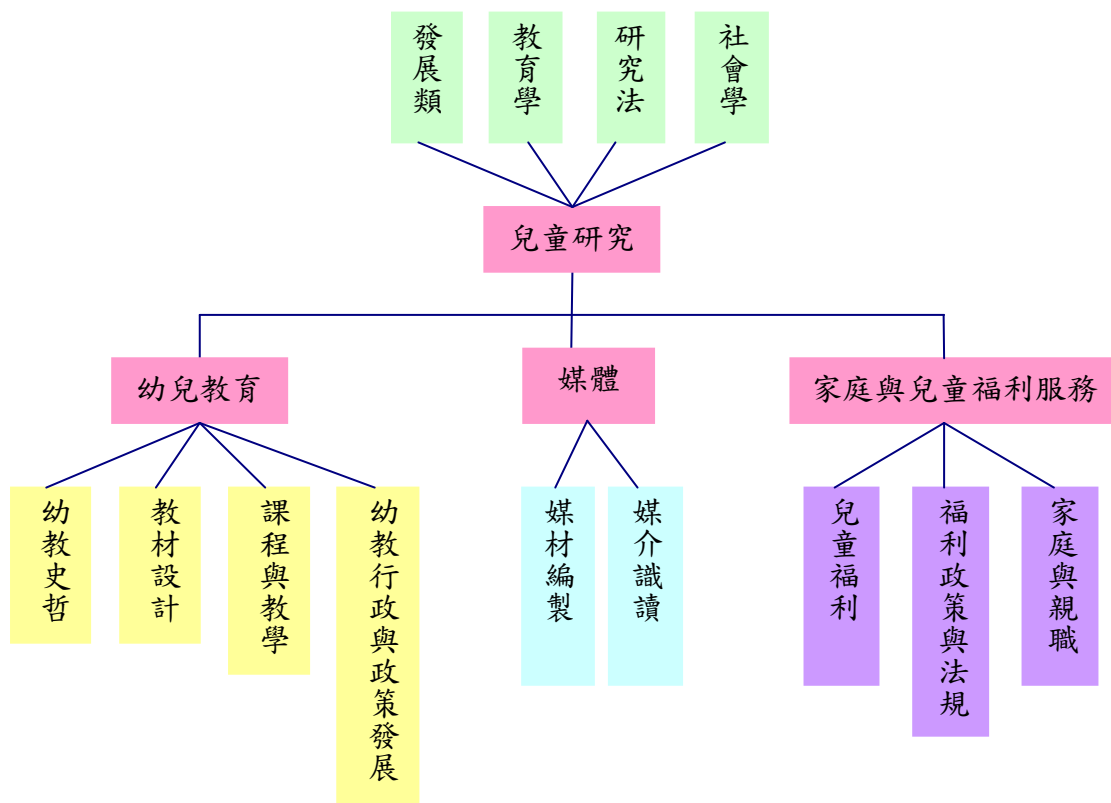 發展類
教育學
研究法
社會學
兒童研究
幼兒教育
媒體
家庭與兒童福利服務
幼教史哲
教材設計
課程與教學
幼教行政與政策發展
媒材編製
媒介識讀
兒童福利
福利政策與法規
家庭與親職